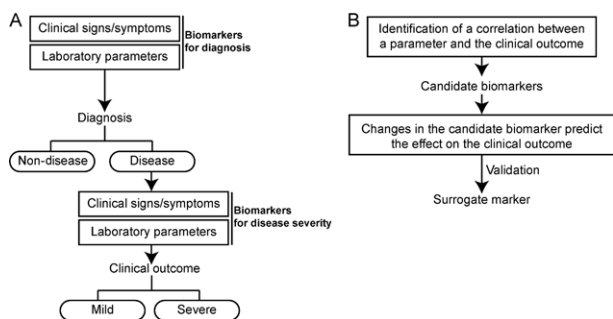 A
Clinical signs/symptoms
Laboratory parameters
Biomarkers
for diagnosis
Diagnosis
Non-disease
Disease
Clinical signs/symptoms
Laboratory parameters
Biomarkers
for disease severity
Clinical outcome
Mild
Severe
B
Identification of a correlation between
a parameter and the clinical outcome
Candidate biomarkers
Changes in the candidate biomarker predict
the effect on the clinical outcome
Validation
Surrogate marker